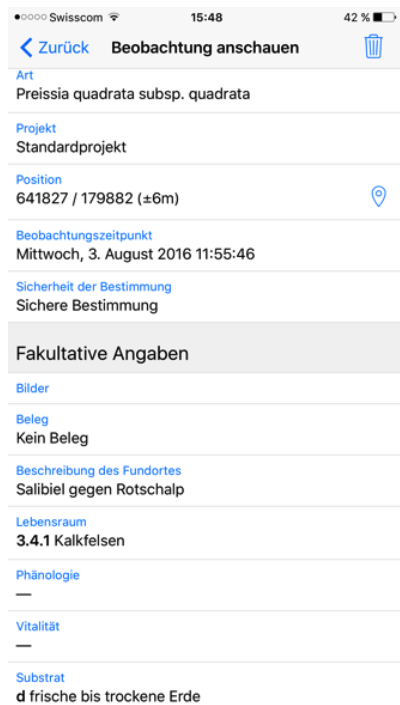 Swisscom 15:48 42 %
Zurück Beobachtung anschauen
Art
Preissia quadrata subsp. quadrata
Projekt
Standardprojekt
Position
641827 / 179882 (±6m)
Beobachtungszeitpunkt
Mittwoch, 3. August 2016 11:55:46
Sicherheit der Bestimmung
Sichere Bestimmung
Fakultative Angaben
Bilder
Beleg
Kein Beleg
Beschreibung des Fundortes
Salibiel gegen Rotschalp
Lebensraum
3.4.1 Kalkfelsen
Phänologie
—
Vitalität
—
Substrat
d frische bis trockene Erde